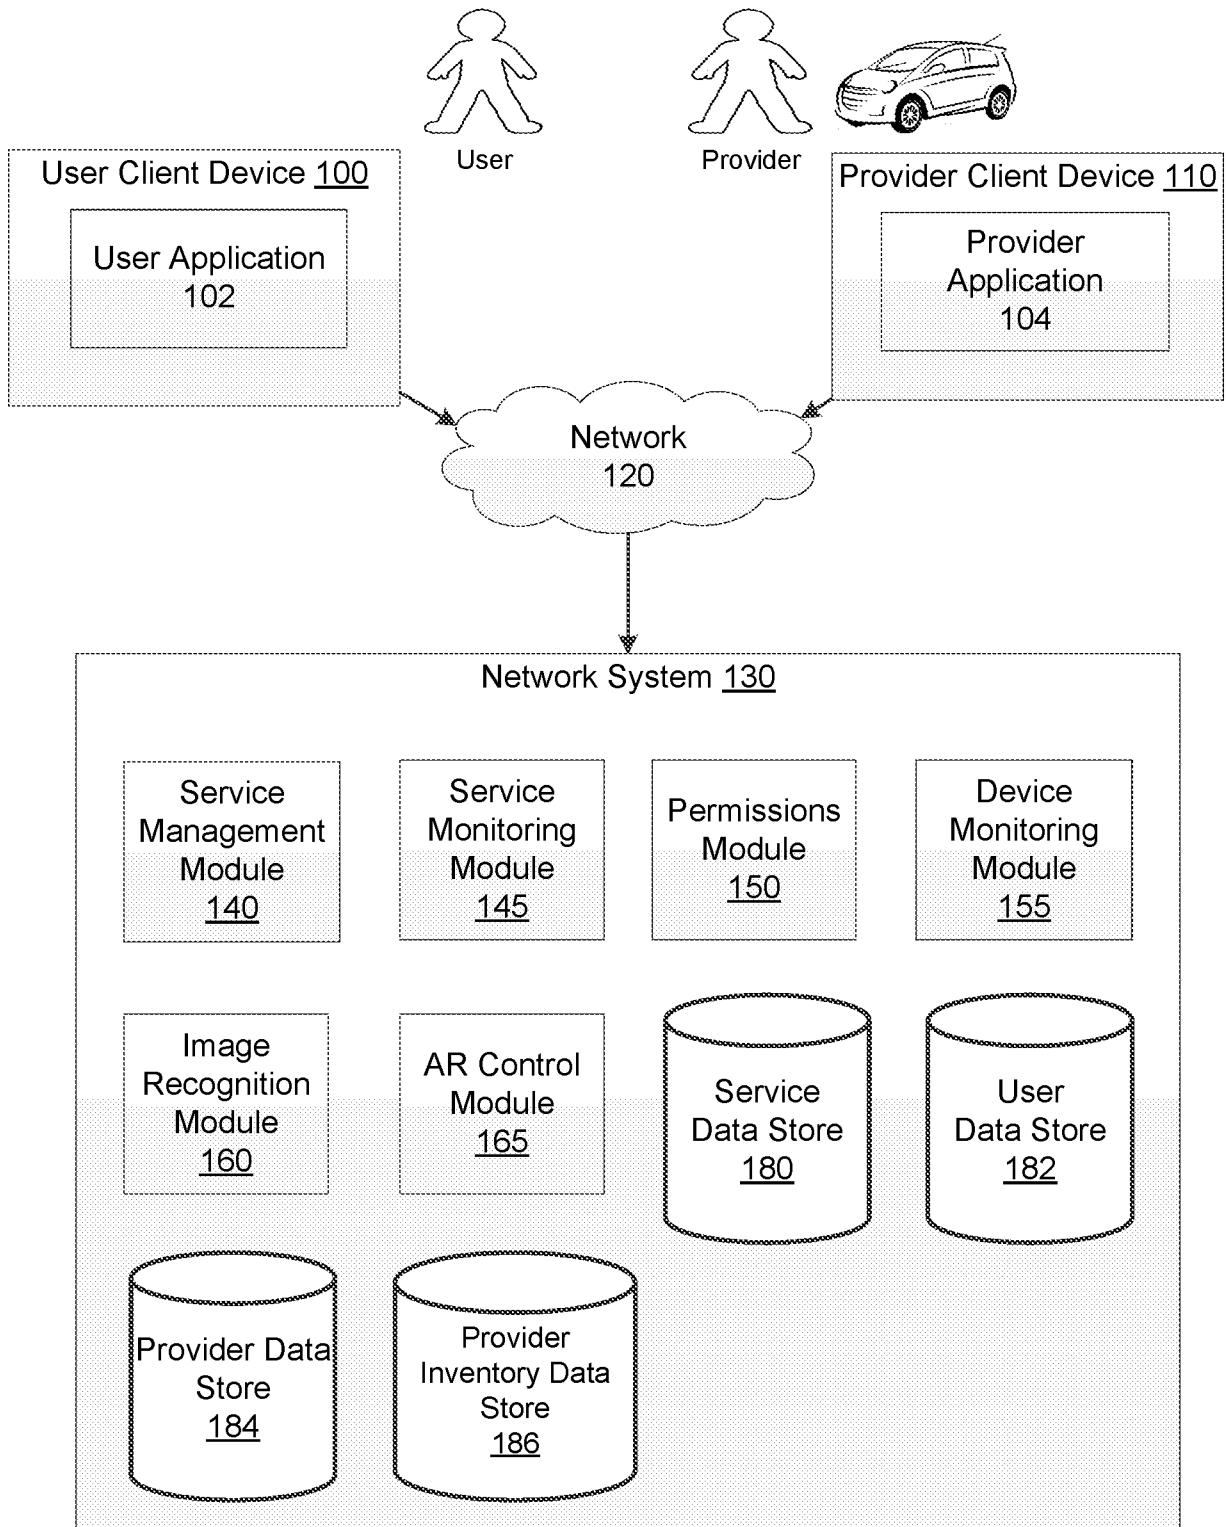 User
Provider
User Client Device 100
User Application
102
Provider Client Device 110
Provider
Application
104
Network
120
Network System 130
Service
Management
Module
140
Service
Monitoring
Module
145
Permissions
Module
150
Device
Monitoring
Module
155
Image
Recognition
Module
160
AR Control
Module
165
Service
Data Store
180
User
Data Store
182
Provider Data
Store
184
Provider
Inventory Data
Store
186